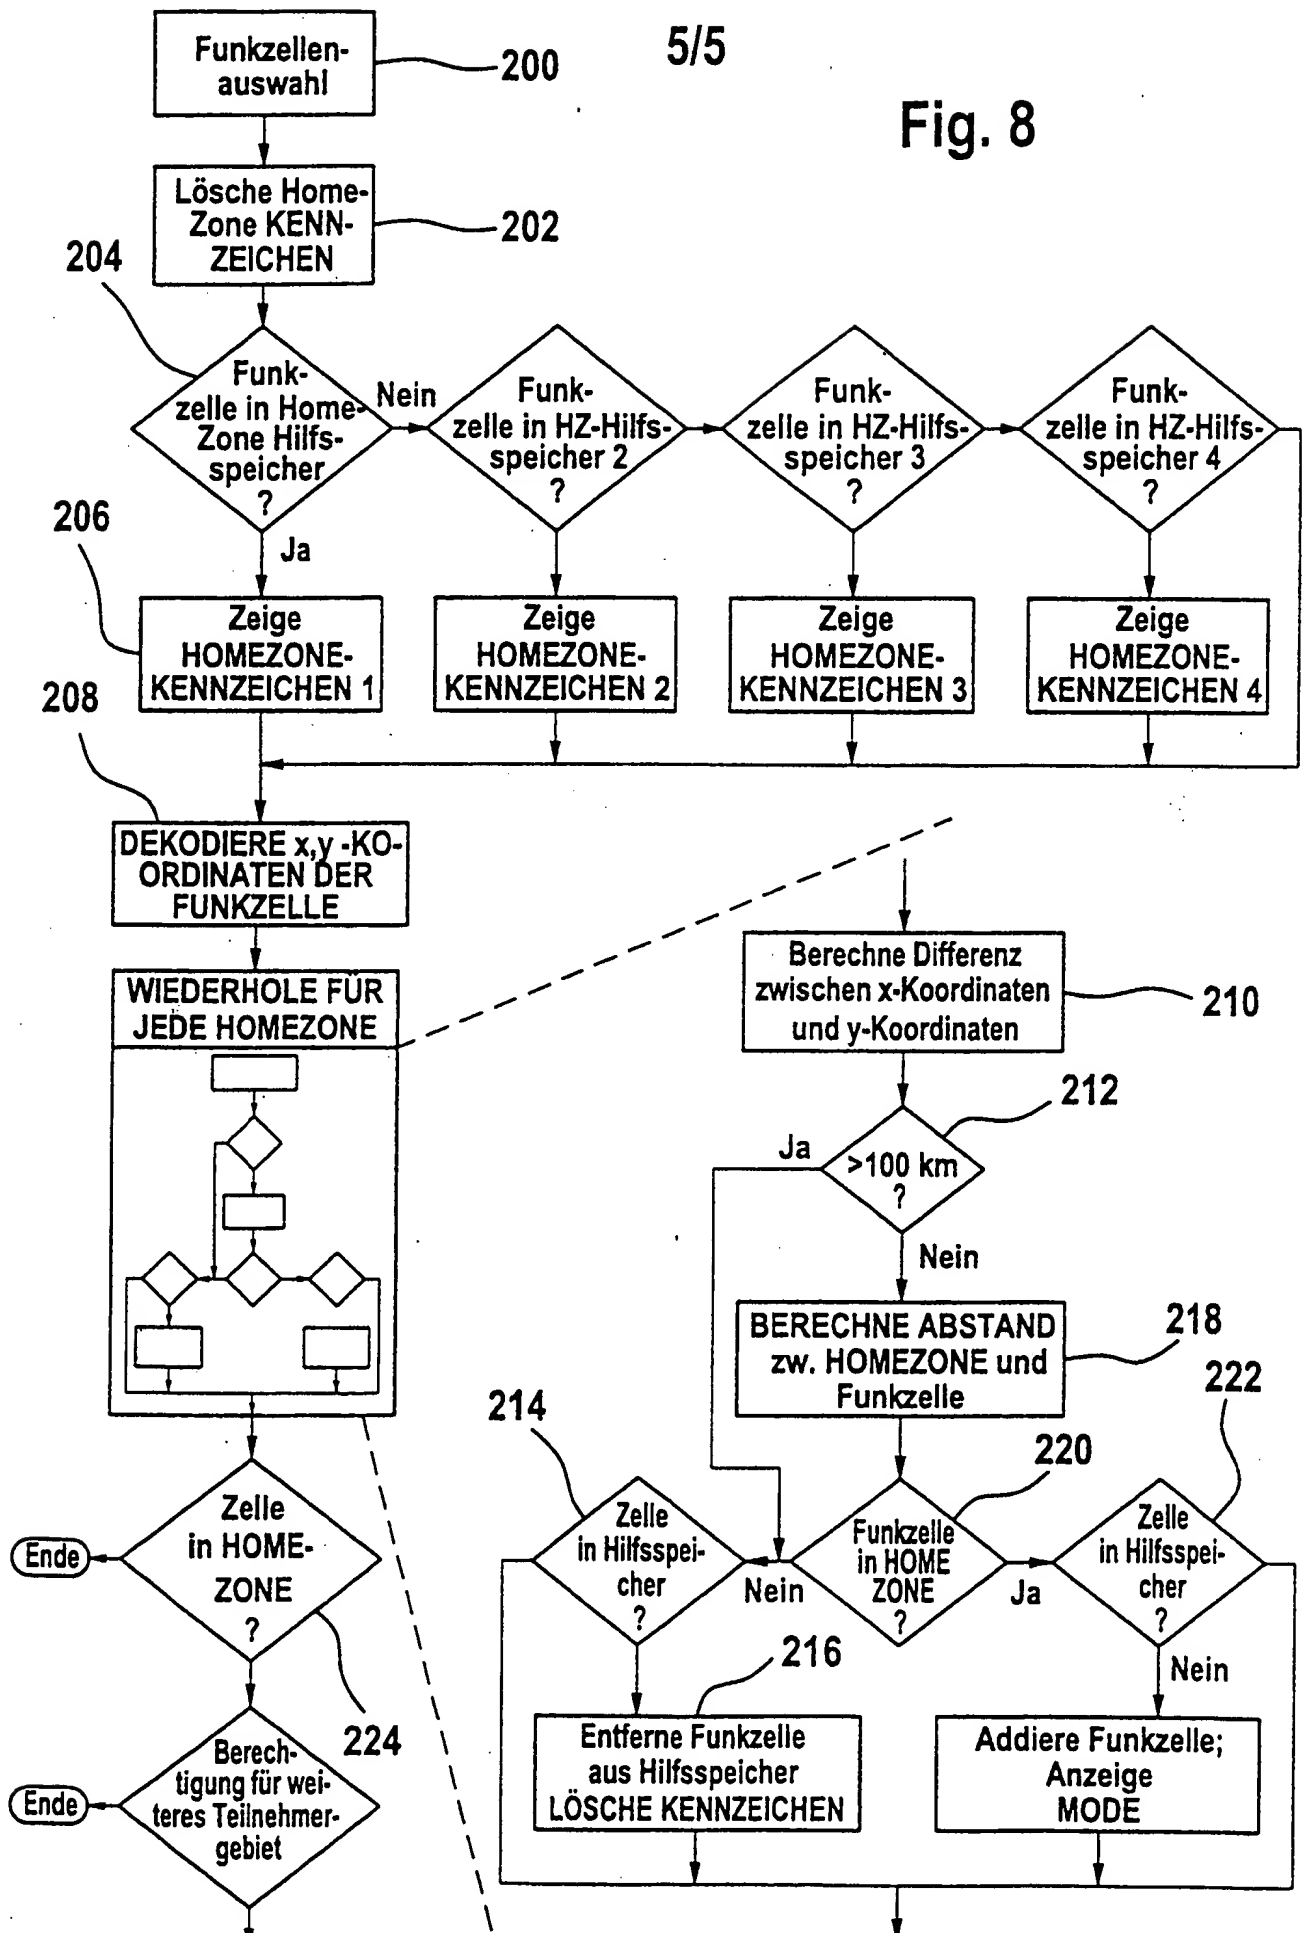 5/5
Fig. 8
Funkzellen-
auswahl
200
Lösche Home-
Zone KENN-
ZEICHEN
202
204
Funk-
zelle in Home-
Zone Hilfs-
speicher
?
Nein
Funk-
zelle in HZ-Hilfs-
speicher 2
?
Funk-
zelle in HZ-Hilfs-
speicher 3
?
Funk-
zelle in HZ-Hilfs-
speicher 4
?
Ja
206
Zeige
HOMEZONE-
KENNZEICHEN 1
Zeige
HOMEZONE-
KENNZEICHEN 2
Zeige
HOMEZONE-
KENNZEICHEN 3
Zeige
HOMEZONE-
KENNZEICHEN 4
208
DEKODIERE x,y -KO-
ORDINATEN DER
FUNKZELLE
WIEDERHOLE FÜR
JEDE HOMEZONE
Zelle
in HOME-
ZONE
?
Ende
224
Berech-
tigung für wei-
teres Teilnehmer-
gebiet
Ende
Berechne Differenz
zwischen x-Koordinaten
und y-Koordinaten
210
212
>100 km
?
Ja
Nein
BERECHNE ABSTAND
zw. HOMEZONE und
Funkzelle
218
214
Zelle
in Hilfsspei-
cher
?
Nein
220
Funkzelle
in HOME
ZONE
?
Ja
222
Zelle
in Hilfsspei-
cher
?
Nein
216
Entferne Funkzelle
aus Hilfsspeicher
LÖSCHE KENNZEICHEN
Addiere Funkzelle;
Anzeige
MODE